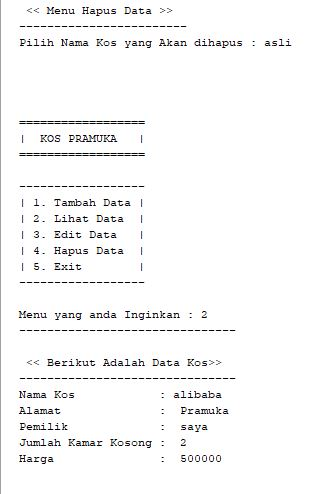 << Menu Hapus Data >>
------------------------
Pilih Nama Kos yang Akan dihapus : asli
==================
|  KOS PRAMUKA   |
==================
------------------
| 1. Tambah Data |
| 2. Lihat Data  |
| 3. Edit Data   |
| 4. Hapus Data  |
| 5. Exit        |
------------------
Menu yang anda Inginkan : 2
-------------------------------
<< Berikut Adalah Data Kos>>
-------------------------------
Nama Kos            : alibaba
Alamat              :  Pramuka
Pemilik             :  saya
Jumlah Kamar Kosong :  2
Harga               :  500000